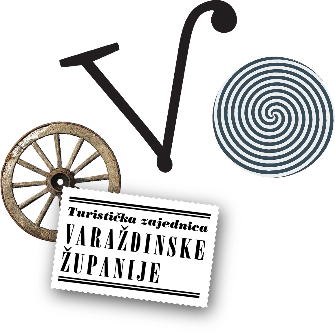 V
Turistička zajednica
VARAŽDINSKE
ŽUPANIJE